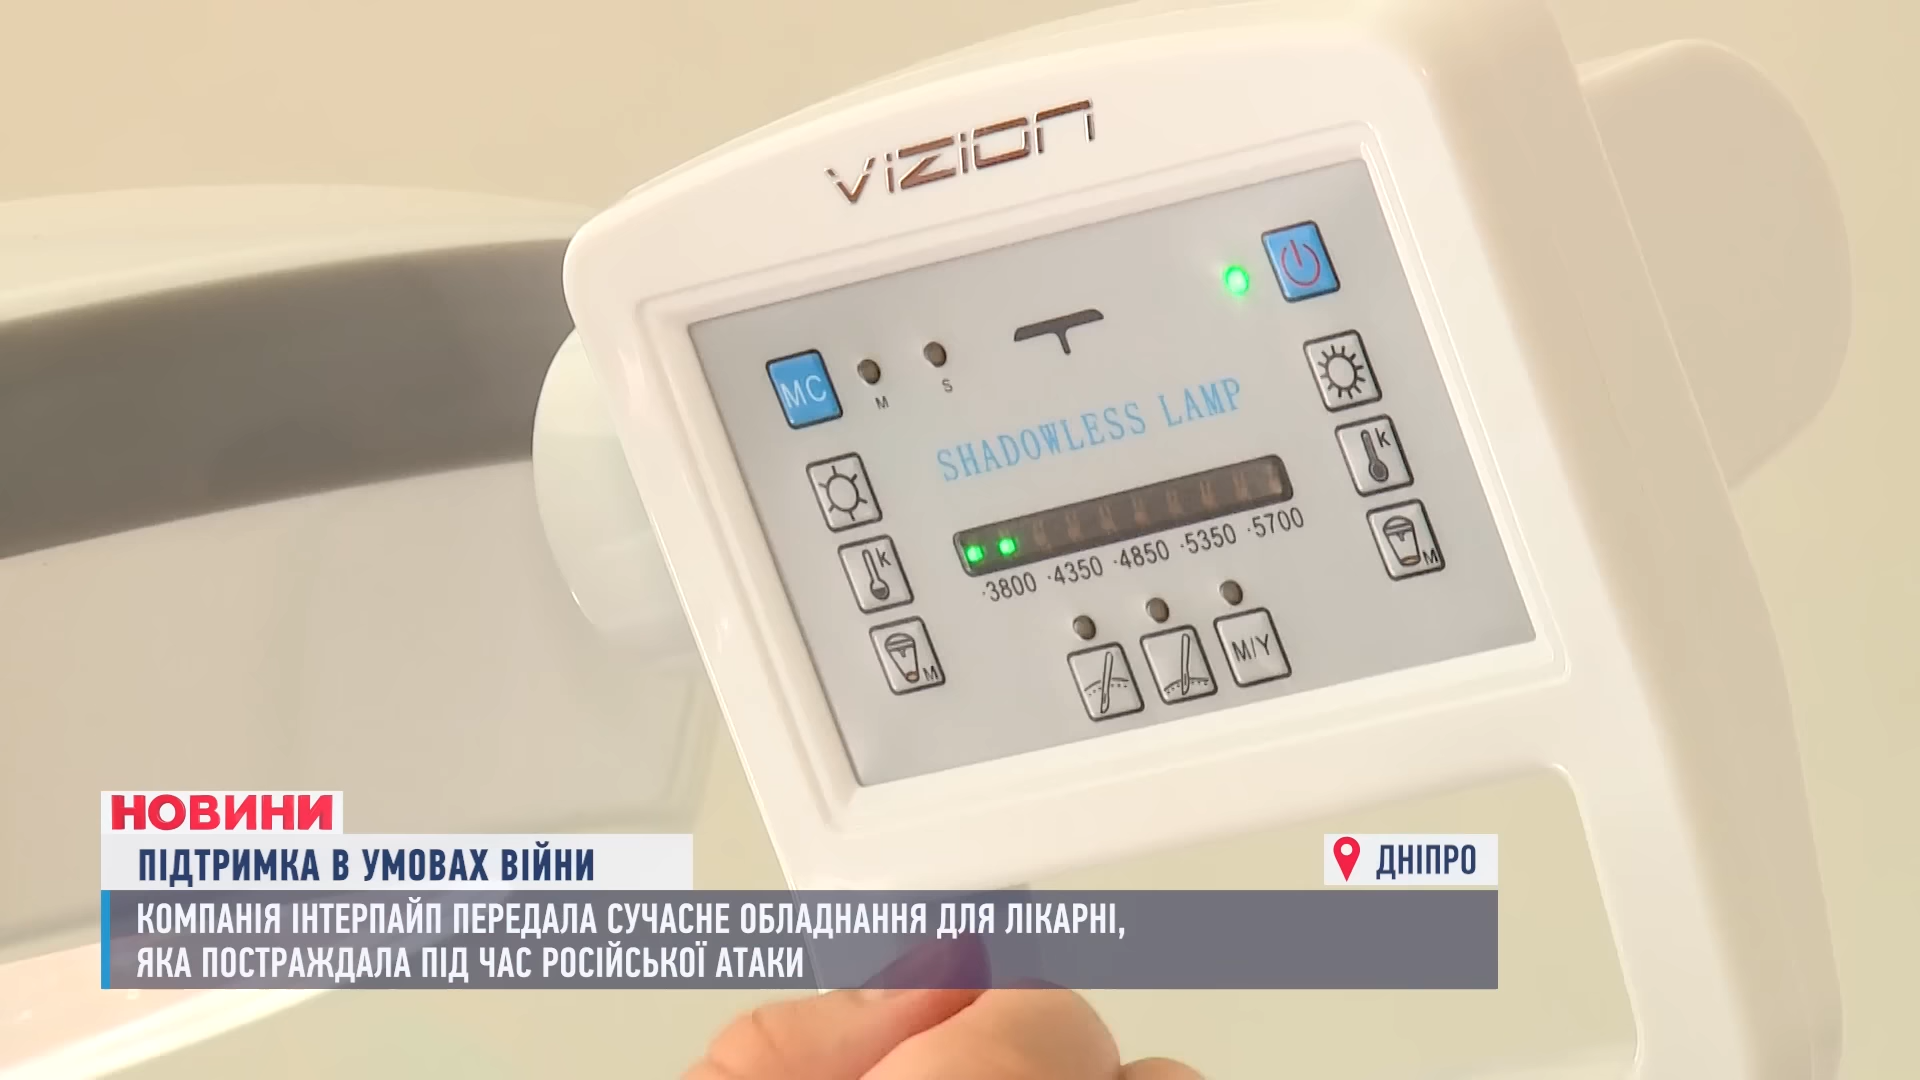 VIZION
MC
M
S
SHADOWLESS LAMP
K
K
·3800 ·4350 ·4850 ·5350 ·5700
M
M
M/Y
НОВИНИ
ПІДТРИМКА В УМОВАХ ВІЙНИ
ДНІПРО
КОМПАНІЯ ІНТЕРПАЙП ПЕРЕДАЛА СУЧАСНЕ ОБЛАДНАННЯ ДЛЯ ЛІКАРНІ,
ЯКА ПОСТРАЖДАЛА ПІД ЧАС РОСІЙСЬКОЇ АТАКИ